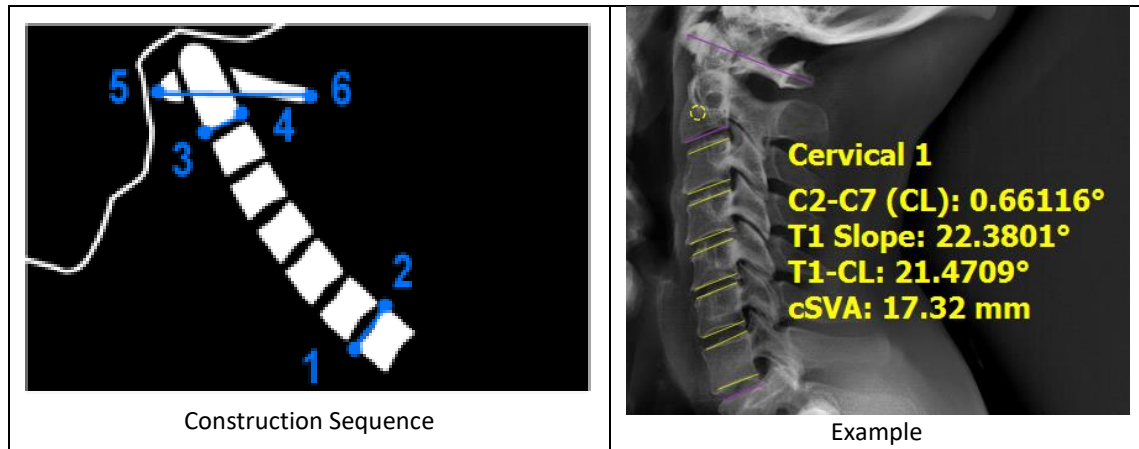 5
6
4
3
2
1
Construction Sequence
Cervical 1
C2-C7 (CL): 0.66116°
T1 Slope: 22.3801°
T1-CL: 21.4709°
cSVA: 17.32 mm
Example